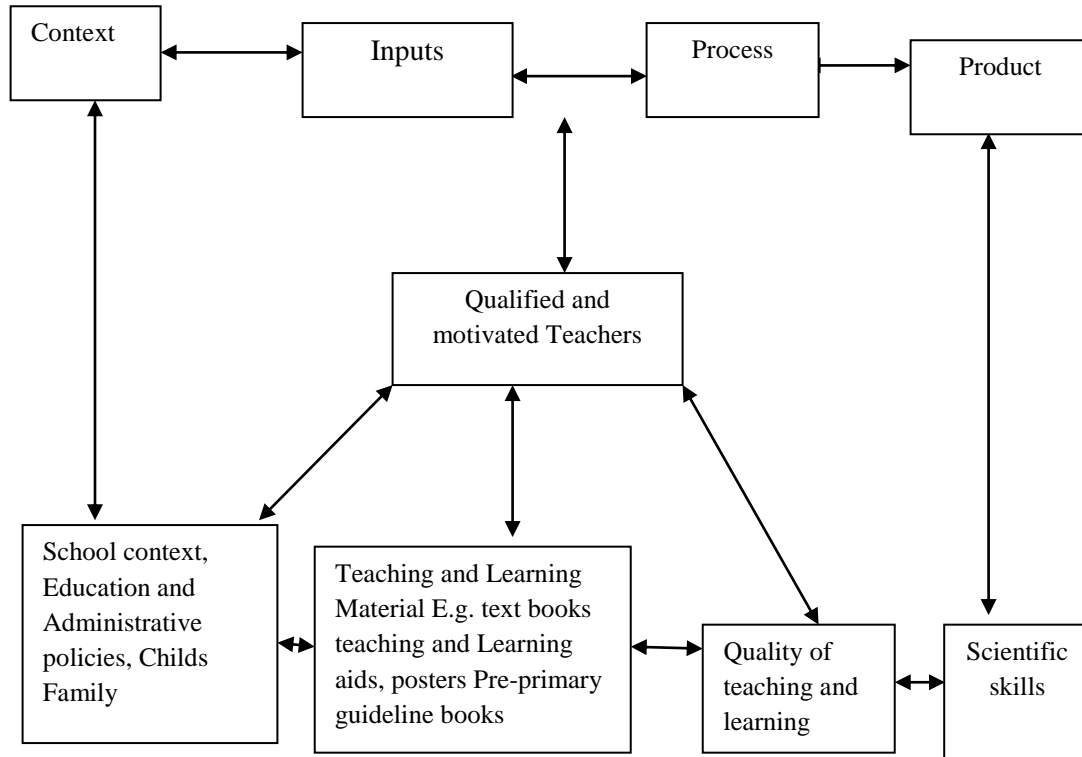 Context
Inputs
Process
Product
Qualified and
motivated Teachers
School context,
Education and
Administrative
policies, Childs
Family
Teaching and Learning
Material E.g. text books
teaching and Learning
aids, posters Pre-primary
guideline books
Quality of
teaching and
learning
Scientific
skills